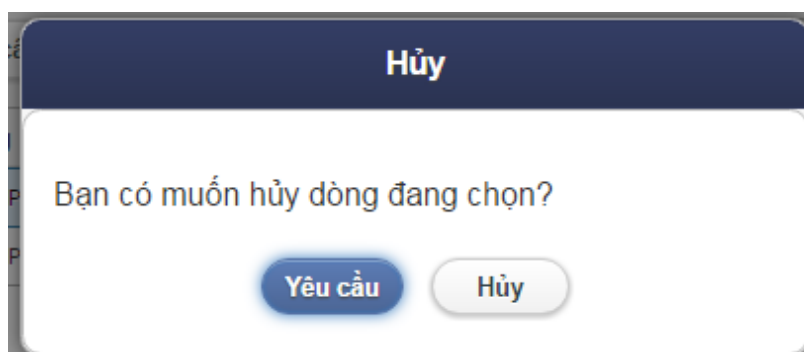 Hủy
Bạn có muốn hủy dòng đang chọn?
Yêu cầu Hủy